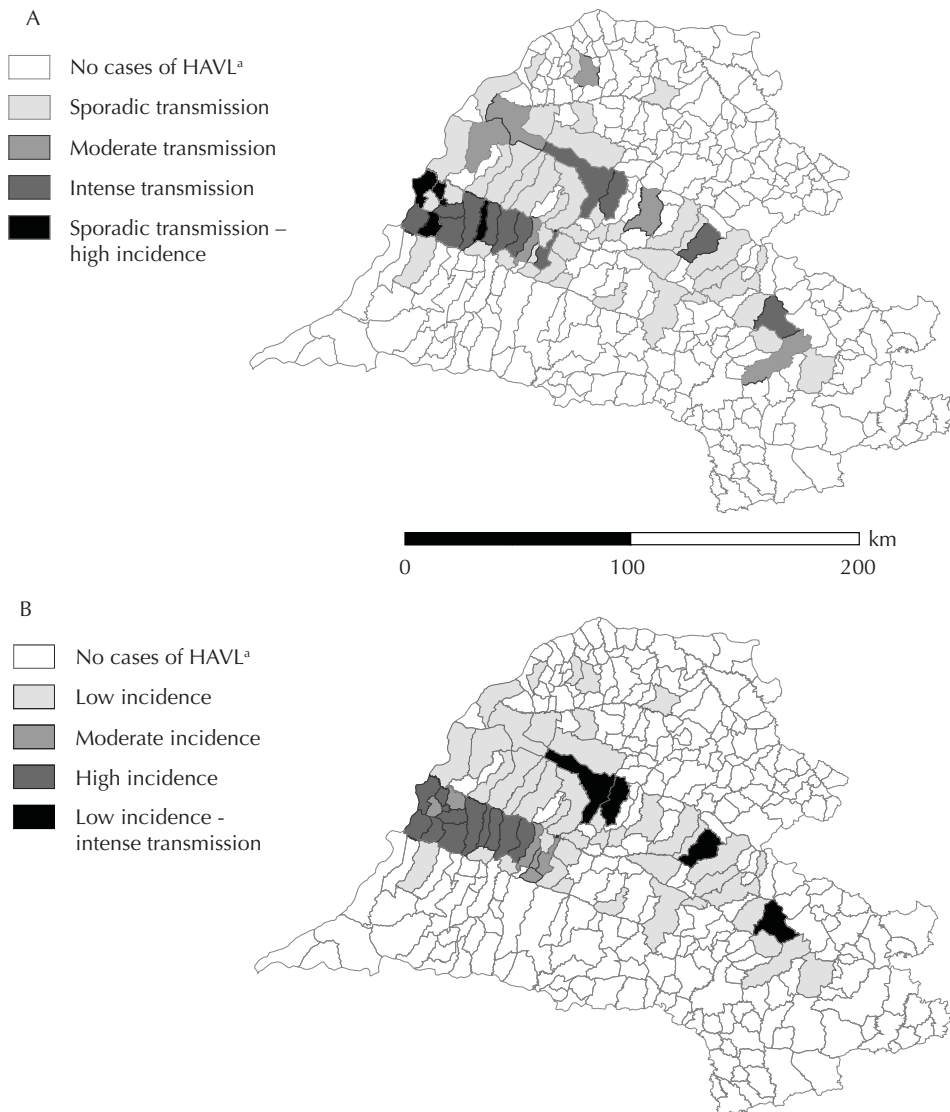 A
No cases of HAVLᵃ
Sporadic transmission
Moderate transmission
Intense transmission
Sporadic transmission –
high incidence
km
0 100 200
B
No cases of HAVLᵃ
Low incidence
Moderate incidence
High incidence
Low incidence -
intense transmission